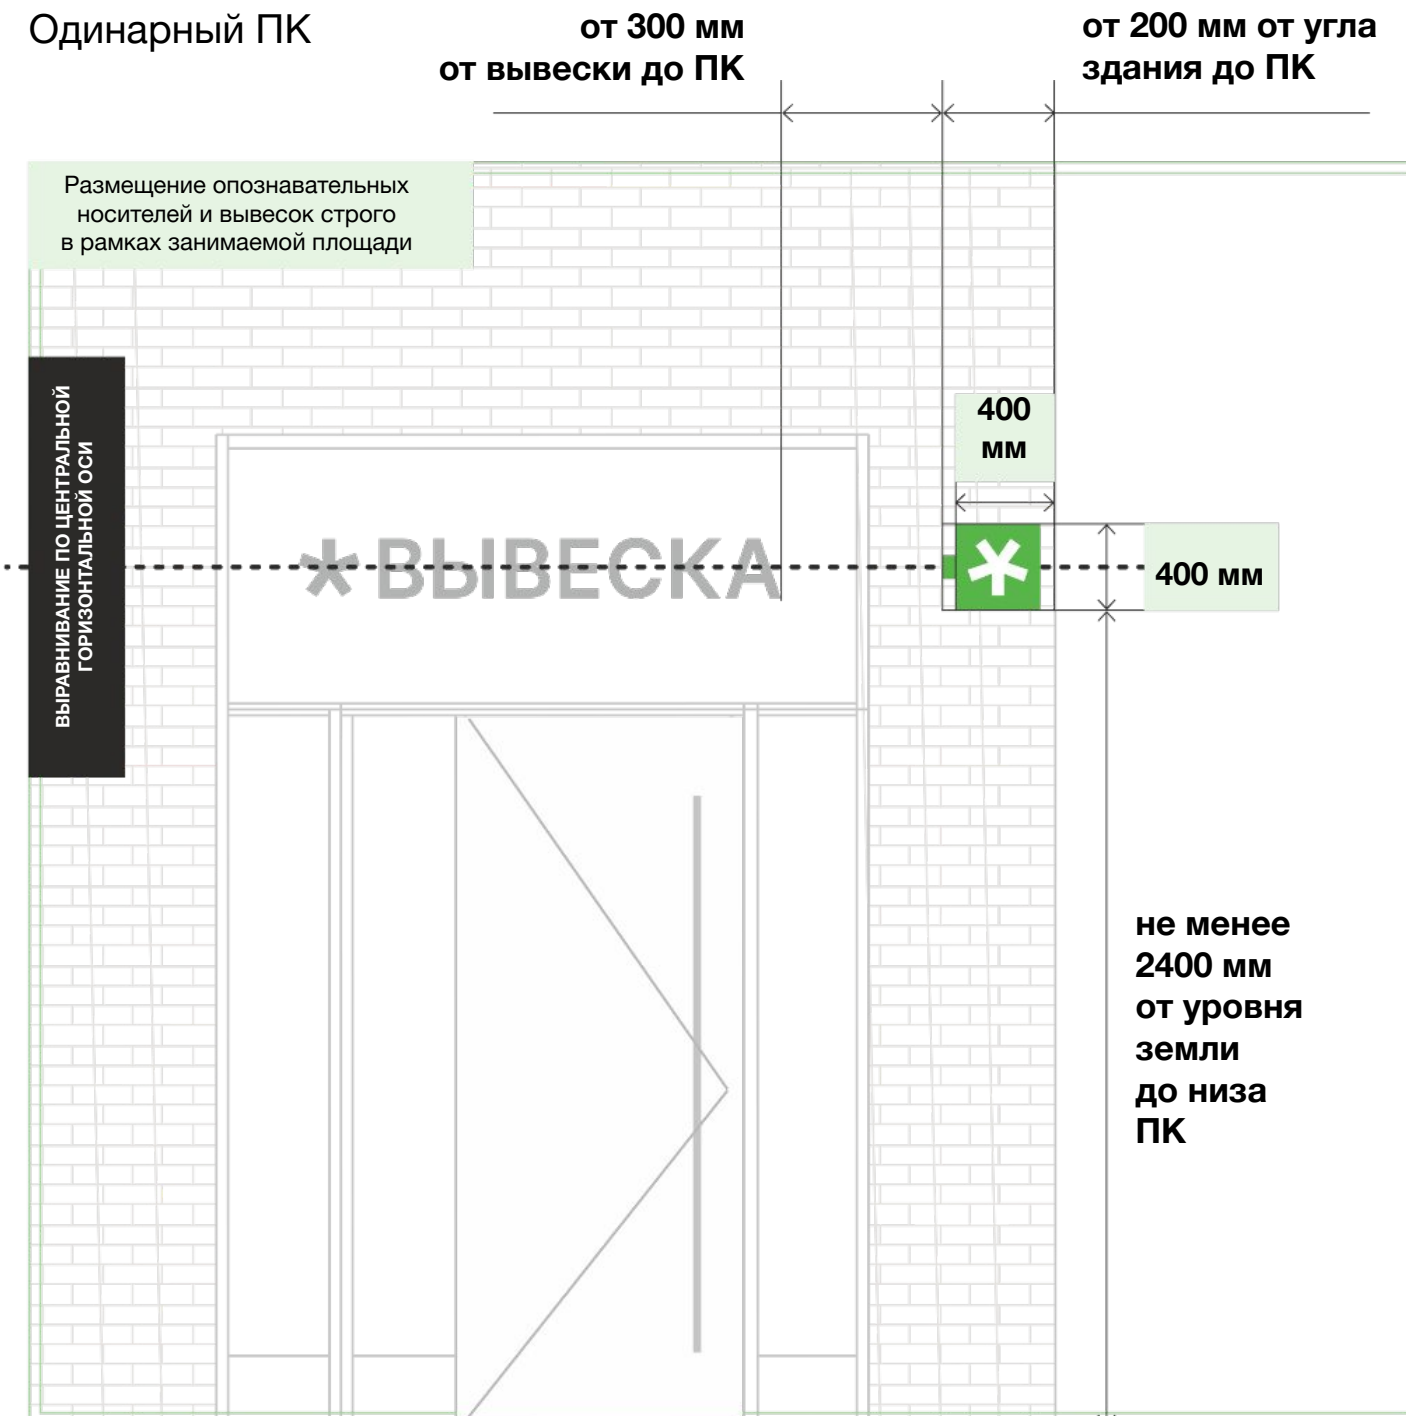 Одинарный ПК
от 300 мм
от вывески до ПК
от 200 мм от угла
здания до ПК
Размещение опознавательных
носителей и вывесок строго
в рамках занимаемой площади
ВЫРАВНИВАНИЕ ПО ЦЕНТРАЛЬНОЙ
ГОРИЗОНТАЛЬНОЙ ОСИ
400
мм
ВЫВЕСКА
400 мм
не менее
2400 мм
от уровня
земли
до низа
ПК